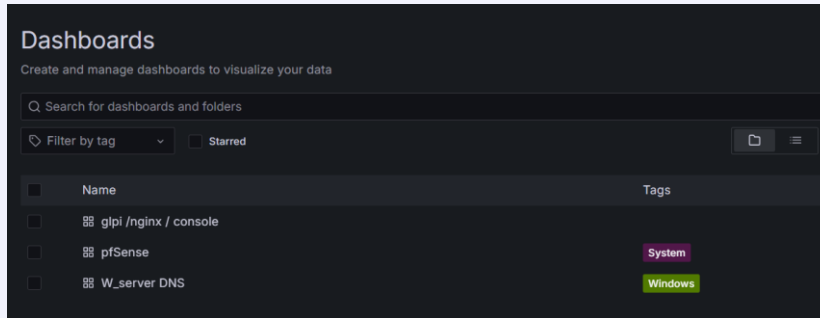 Dashboards
Create and manage dashboards to visualize your data
Search for dashboards and folders
Filter by tag Starred
Name Tags
glpi /nginx / console
pfSense System
W_server DNS Windows